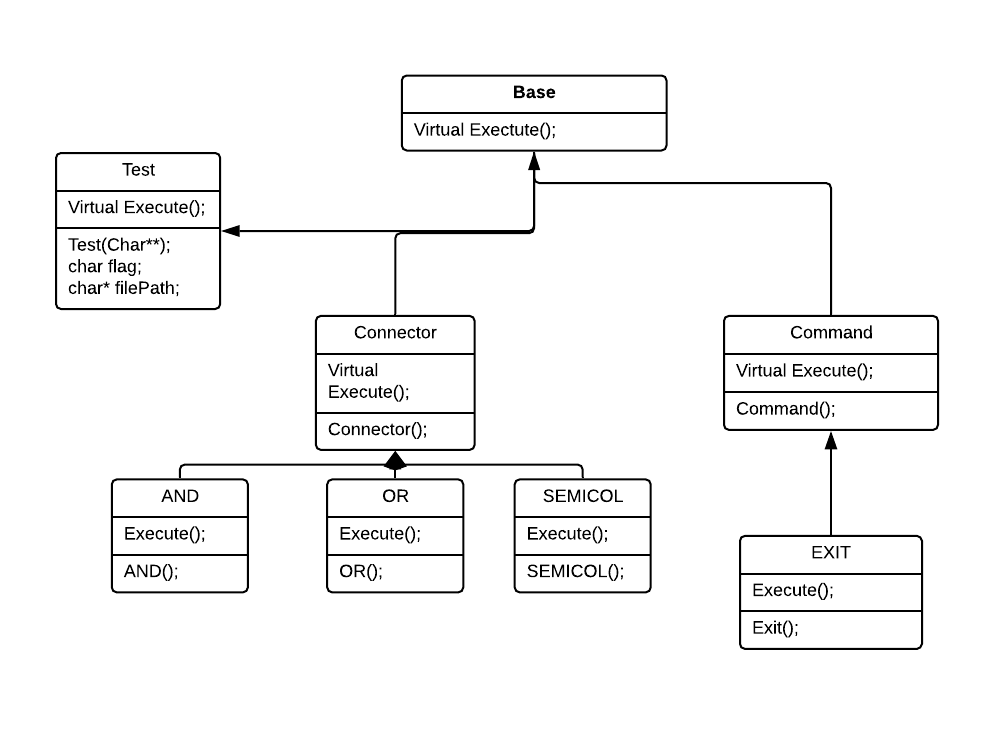 Base
Virtual Exectute();
Test
Virtual Execute();
Test(Char**);
char flag;
char* filePath;
Connector
Virtual
Execute();
Connector();
Command
Virtual Execute();
Command();
AND
Execute();
AND();
OR
Execute();
OR();
SEMICOL
Execute();
SEMICOL();
EXIT
Execute();
Exit();